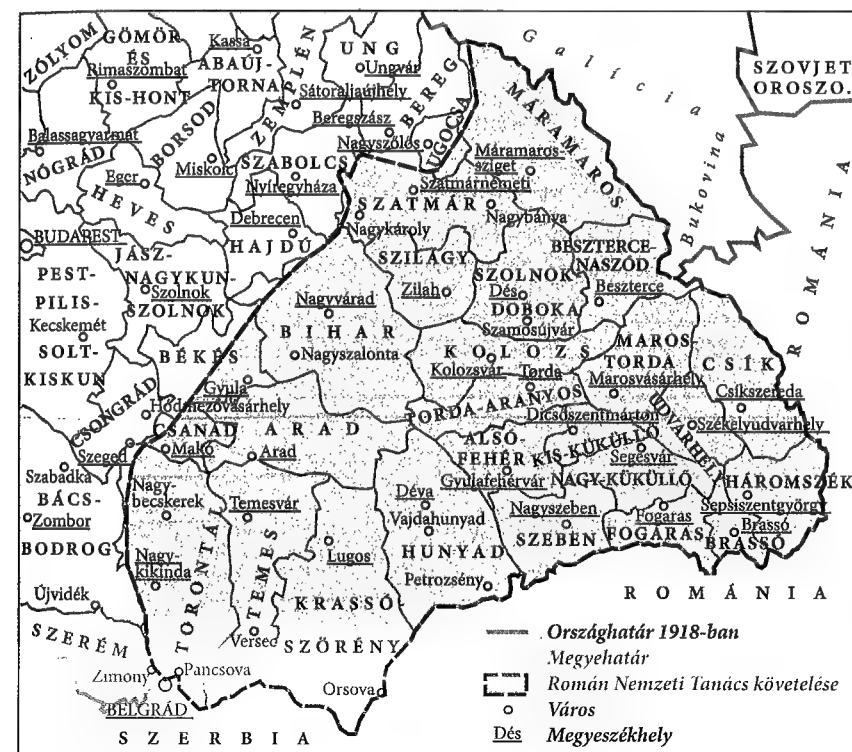 ZÓLYOM
GÖMÖR
ÉS
Rimaszombat
KIS-HONT
Kassa
ABAÚJ-
TORNA
ZEMPLÉN
UNG
Ungvár
BEREG
Sátoraljaújhely
Beregszász
Nagyszőlős
UGOCSA
Galícia
SZOVJET
OROSZO.
Balassagyarmat
NÓGRÁD
BORSOD
Miskolc
Eger
HEVES
SZABOLCS
Nyíregyháza
Debrecen
HAJDÚ
MÁRAMAROS
Máramaros-
sziget
Szatmárnémeti
SZATMÁR
Nagybánya
Nagykároly
Bukovina
ROMÁNIA
BUDAPEST
JÁSZ-
NAGYKUN-
Szolnok
SZOLNOK
PEST-
PILIS-
Kecskemét
SOLT-
KISKUN
SZILÁGY
Zilah
SZOLNOK
Dés
DOBOKA
Szamosújvár
BESZTERCE-
NASZÓD
Beszterce
Nagyvárad
BIHAR
Nagyszalonta
BÉKÉS
Gyula
KOLOZS
Kolozsvár
Torda
TORDA-ARANYOS
MAROS-
TORDA
Marosvásárhely
CSÍK
Csíkszereda
Székelyudvarhely
UDVARHELY
Dicsőszentmárton
CSONGRÁD
Hódmezővásárhely
CSANÁD
Makó
Szeged
ARAD
Arad
ALSÓ-
FEHÉR
KIS-KÜKÜLLŐ
Segesvár
Gyulafehérvár
NAGY-KÜKÜLLŐ
HÁROMSZÉK
Sepsiszentgyörgy
Szabadka
BÁCS-
Zombor
BODROG
Nagy-
becskerek
Temesvár
Déva
Vajdahunyad
HUNYAD
Nagyszeben
SZEBEN
Fogaras
FOGARAS
Brassó
BRASSÓ
Nagy-
kikinda
TORONTÁL
TEMES
Lugos
KRASSÓ-
SZÖRÉNY
Petrozsény
Újvidék
SZERÉM
Versec
ROMÁNIA
Zimony
Pancsova
Orsova
BELGRÁD
SZERBIA
Országhatár 1918-ban
Megyehatár
Román Nemzeti Tanács követelése
Város
Dés Megyeszékhely